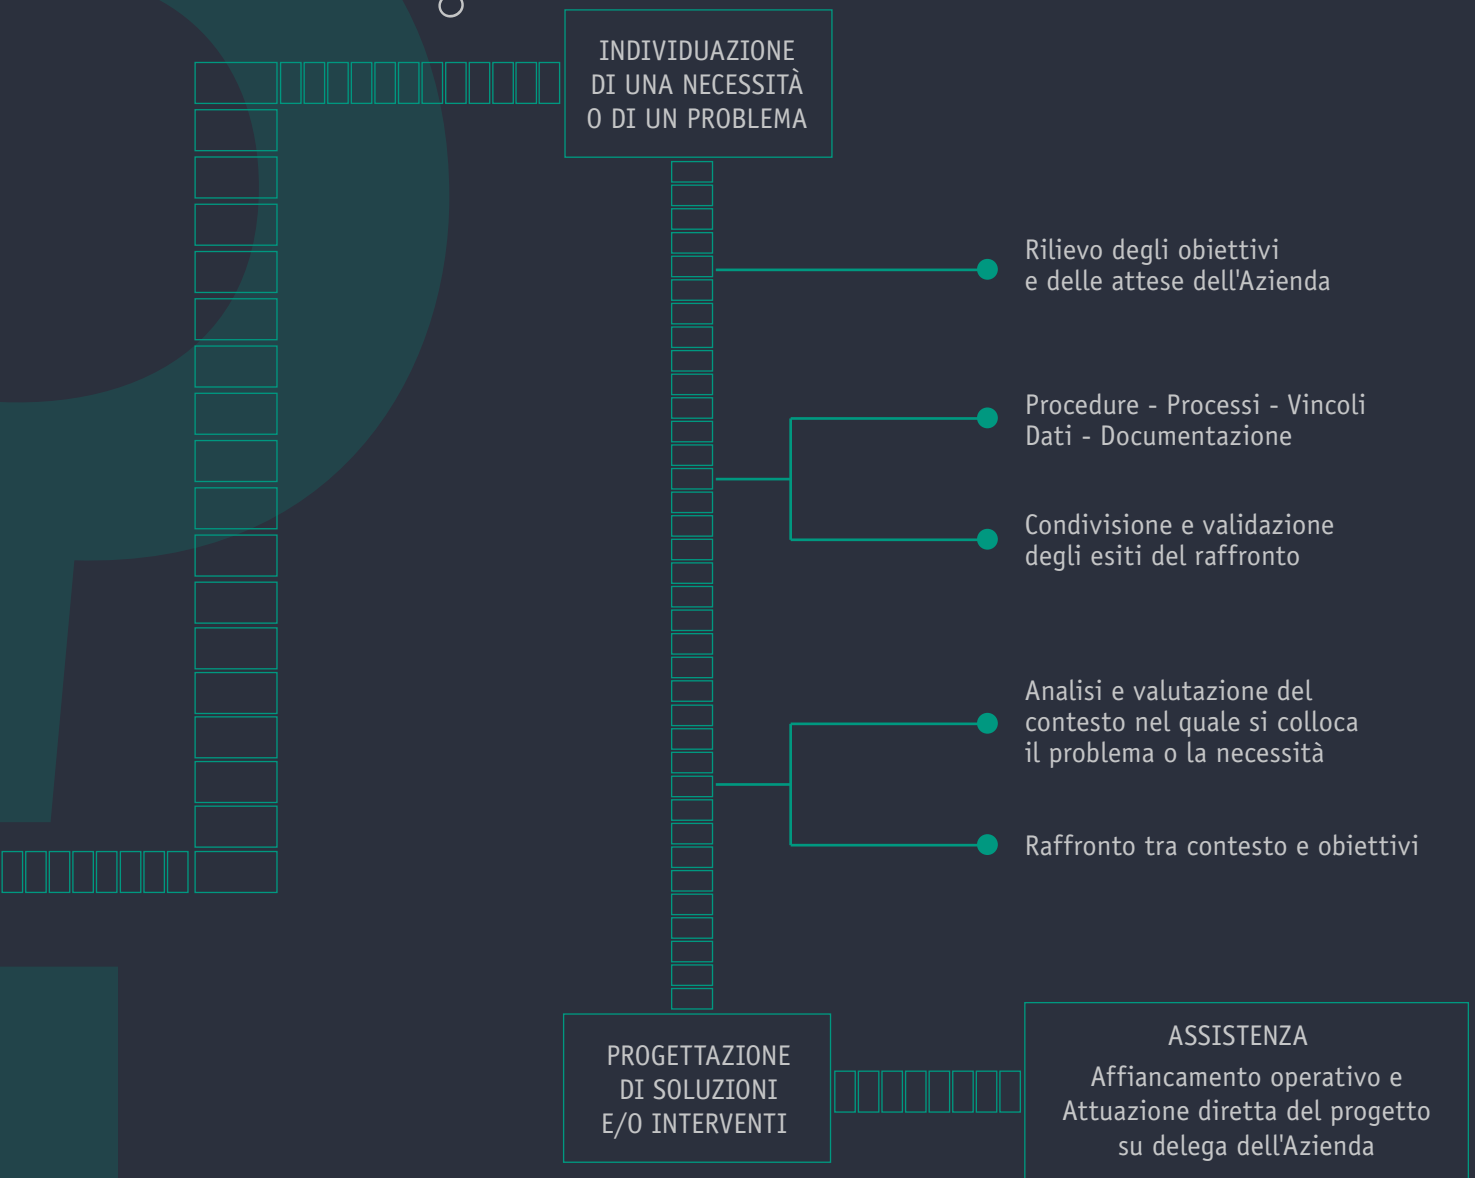 INDIVIDUAZIONE
DI UNA NECESSITÀ
O DI UN PROBLEMA
Rilievo degli obiettivi
e delle attese dell'Azienda
Procedure - Processi - Vincoli
Dati - Documentazione
Condivisione e validazione
degli esiti del raffronto
Analisi e valutazione del
contesto nel quale si colloca
il problema o la necessità
Raffronto tra contesto e obiettivi
PROGETTAZIONE
DI SOLUZIONI
E/O INTERVENTI
ASSISTENZA
Affiancamento operativo e
Attuazione diretta del progetto
su delega dell'Azienda